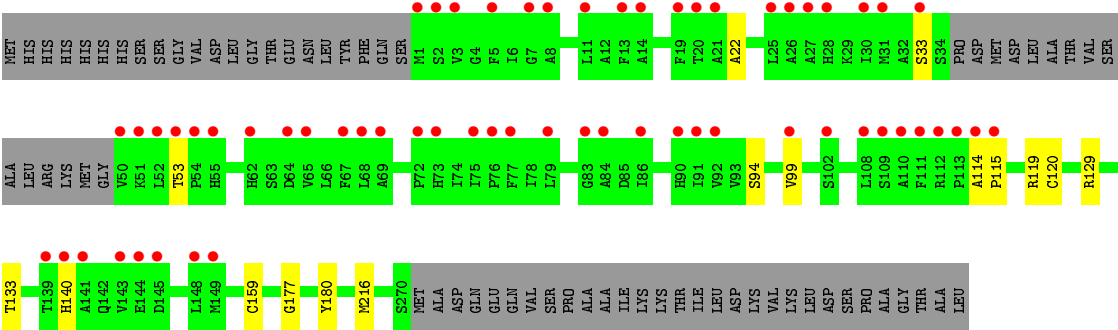 MET HIS HIS HIS HIS HIS HIS SER SER GLY VAL ASP LEU GLY THR GLU ASN LEU TYR PHE GLN SER M1 S2 V3 G4 F5 I6 G7 A8 L11 A12 F13 A14 F19 T20 A21 A22 L25 A26 A27 H28 K29 I30 M31 A32 S33 S34 PRO ASP MET ASP LEU ALA THR VAL SER
ALA LEU ARG LYS MET GLY V50 K51 L52 T53 P54 H55 H62 S63 D64 V65 L66 F67 L68 A69 P72 H73 I74 I75 P76 F77 I78 L79 G83 A84 D85 I86 H90 I91 V92 V93 S94 V99 S102 L108 S109 A110 F111 R112 P113 A114 P115 R119 C120 R129
T133 T139 H140 A141 Q142 V143 E144 D145 L148 M149 C159 G177 Y180 M216 S270 MET ALA ASP GLN GLU GLN VAL SER PRO ALA ALA ILE LYS LYS THR ILE LEU ASP LYS VAL LYS LEU ASP SER PRO ALA GLY THR ALA LEU